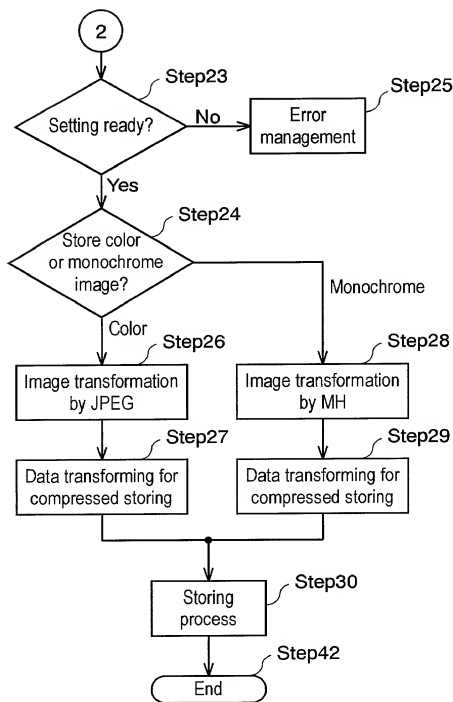 2
Step23
Setting ready?
No
Step25
Error
management
Yes
Step24
Store color
or monochrome
image?
Monochrome
Color
Step26
Image transformation
by JPEG
Step28
Image transformation
by MH
Step27
Data transforming for
compressed storing
Step29
Data transforming for
compressed storing
Step30
Storing
process
Step42
End